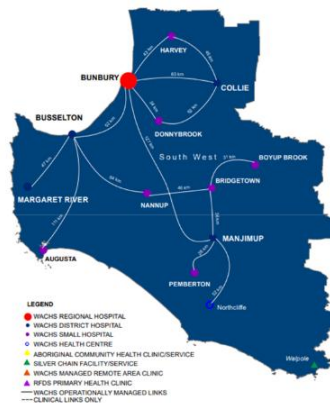 HARVEY
BUNBURY
COLLIE
BUSSELTON
DONNYBROOK
South West
BOYUP BROOK
BRIDGETOWN
MARGARET RIVER
NANNUP
MANJIMUP
AUGUSTA
PEMBERTON
Northcliffe
Walpole
LEGEND
WACHS REGIONAL HOSPITAL
WACHS DISTRICT HOSPITAL
WACHS SMALL HOSPITAL
WACHS HEALTH CENTRE
ABORIGINAL COMMUNITY HEALTH CLINIC/SERVICE
SILVER CHAIN FACILITY/SERVICE
WACHS MANAGED REMOTE AREA CLINIC
RFDS PRIMARY HEALTH CLINIC
WACHS OPERATIONALLY MANAGED LINKS
CLINICAL LINKS ONLY